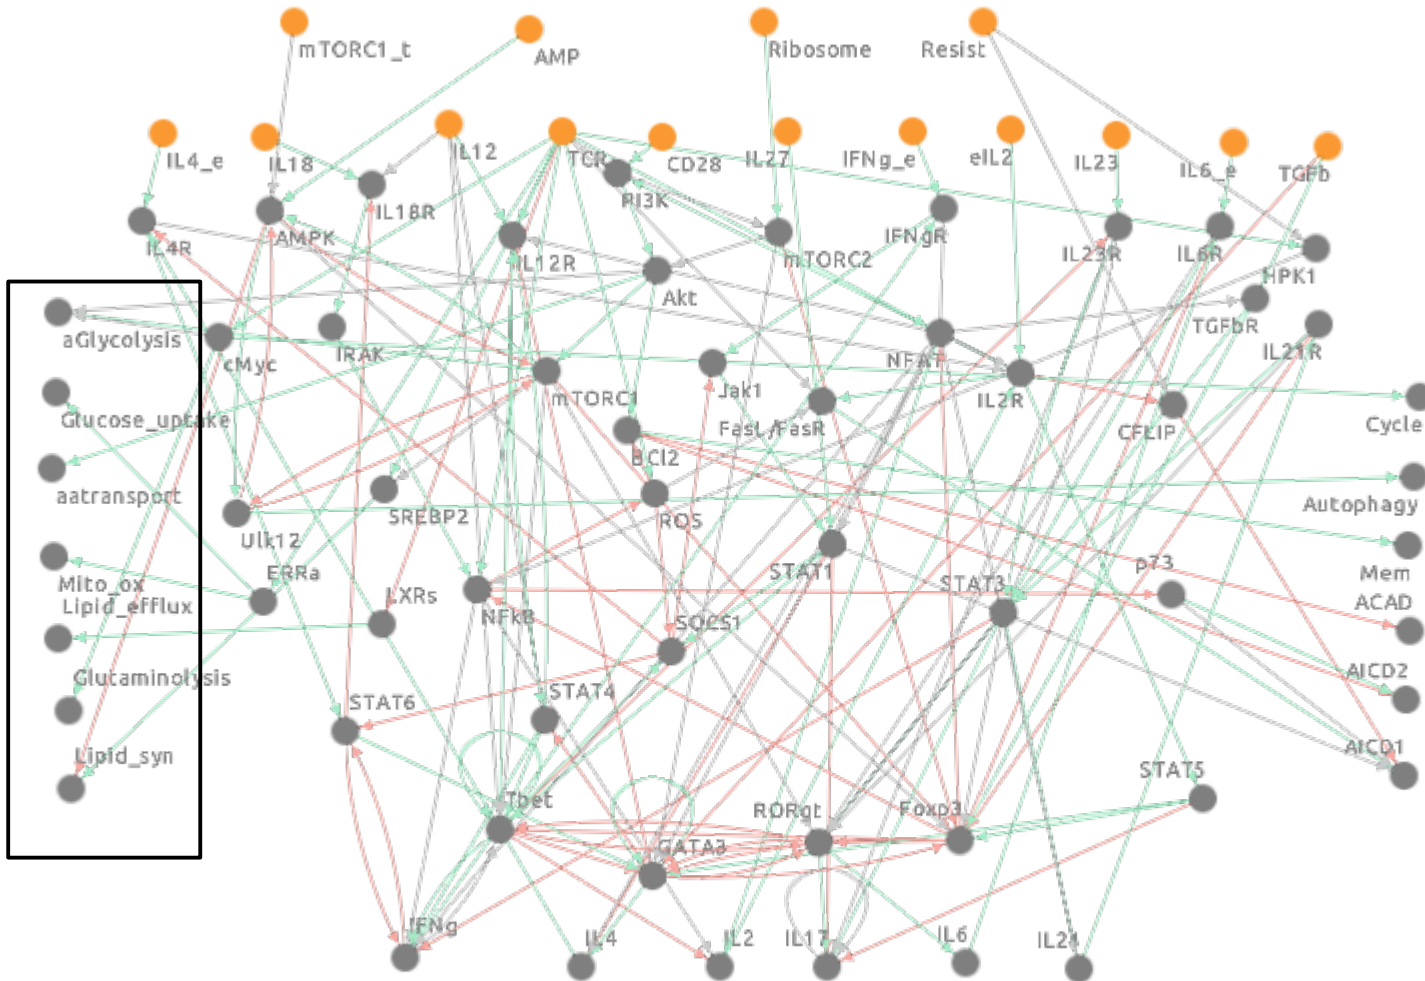 mTORC1_t
AMP
Ribosome
Resist
IL4_e
IL18
IL12
TCR
CD28
IL27
IFNg_e
eIL2
IL23
IL6_e
TGFb
IL4R
AMPK
IL18R
IL12R
PI3K
mTORC2
IFNgR
IL23R
IL6R
HPK1
aGlycolysis
cMyc
IRAK
Akt
NFAT
TGFbR
IL21R
Glucose_uptake
mTORC1
Jak1
FasL/FasR
IL2R
CFLIP
Cycle
aatransport
Ulk12
SREBP2
BCl2
ROS
Autophagy
Mito_ox
ERRa
LXRs
NFkB
STAT1
STAT3
p73
Mem
Lipid_efflux
SOCS1
ACAD
Glutaminolysis
STAT6
STAT4
AICD2
Lipid_syn
Tbet
GATA3
RORgt
Foxp3
STAT5
AICD1
IFNg
IL4
IL2
IL17
IL6
IL21